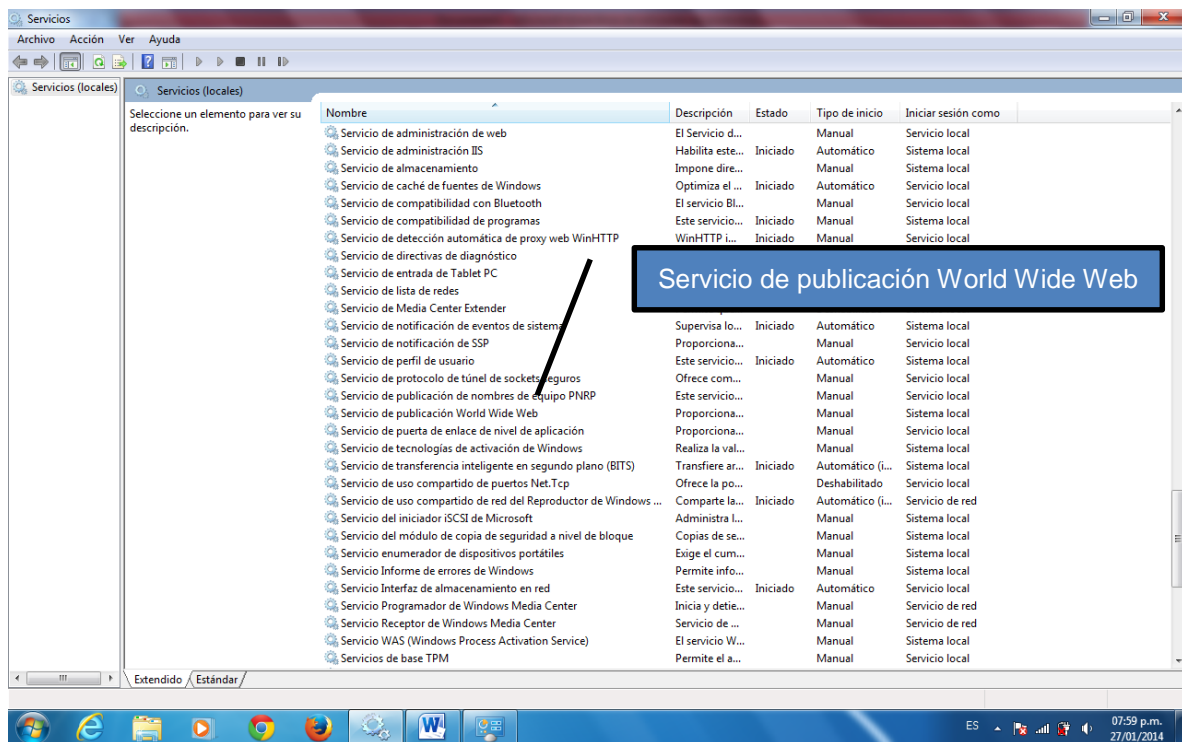 Servicios
Archivo Acción Ver Ayuda
Servicios (locales)
Servicios (locales)
Seleccione un elemento para ver su
descripción.
Nombre Descripción Estado Tipo de inicio Iniciar sesión como
Servicio de administración de web El Servicio d... Manual Servicio local
Servicio de administración IIS Habilita este... Iniciado Automático Sistema local
Servicio de almacenamiento Impone dire... Manual Sistema local
Servicio de caché de fuentes de Windows Optimiza el ... Iniciado Automático Servicio local
Servicio de compatibilidad con Bluetooth El servicio Bl... Manual Servicio local
Servicio de compatibilidad de programas Este servicio... Iniciado Manual Sistema local
Servicio de detección automática de proxy web WinHTTP WinHTTP i... Iniciado Manual Servicio local
Servicio de directivas de diagnóstico
Servicio de entrada de Tablet PC
Servicio de publicación World Wide Web
Servicio de lista de redes
Servicio de Media Center Extender
Servicio de notificación de eventos de sistema Supervisa lo... Iniciado Automático Sistema local
Servicio de notificación de SSP Proporciona... Manual Servicio local
Servicio de perfil de usuario Este servicio... Iniciado Automático Sistema local
Servicio de protocolo de túnel de sockets seguros Ofrece com... Manual Servicio local
Servicio de publicación de nombres de equipo PNRP Este servicio... Manual Servicio local
Servicio de publicación World Wide Web Proporciona... Manual Sistema local
Servicio de puerta de enlace de nivel de aplicación Proporciona... Manual Servicio local
Servicio de tecnologías de activación de Windows Realiza la val... Manual Sistema local
Servicio de transferencia inteligente en segundo plano (BITS) Transfiere ar... Iniciado Automático (i... Sistema local
Servicio de uso compartido de puertos Net.Tcp Ofrece la po... Deshabilitado Servicio local
Servicio de uso compartido de red del Reproductor de Windows ... Comparte la... Iniciado Automático (i... Servicio de red
Servicio del iniciador iSCSI de Microsoft Administra l... Manual Sistema local
Servicio del módulo de copia de seguridad a nivel de bloque Copias de se... Manual Sistema local
Servicio enumerador de dispositivos portátiles Exige el cum... Manual Sistema local
Servicio Informe de errores de Windows Permite info... Manual Sistema local
Servicio Interfaz de almacenamiento en red Este servicio... Iniciado Automático Servicio local
Servicio Programador de Windows Media Center Inicia y detie... Manual Servicio de red
Servicio Receptor de Windows Media Center Servicio de ... Manual Servicio de red
Servicio WAS (Windows Process Activation Service) El servicio W... Manual Sistema local
Servicios de base TPM Permite el a... Manual Servicio local
Extendido Estándar
ES 07:59 p.m.
27/01/2014